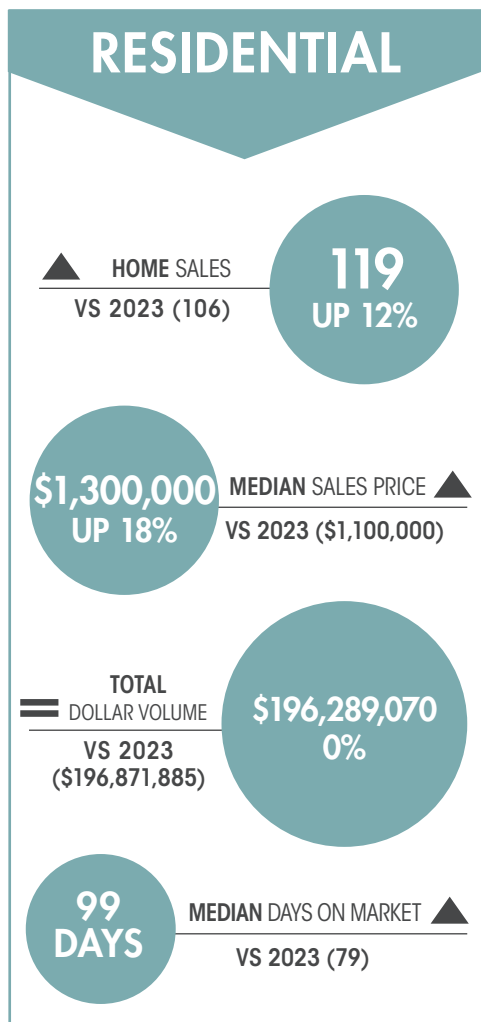 RESIDENTIAL
HOME SALES
VS 2023 (106)
119
UP 12%
$1,300,000
UP 18%
MEDIAN SALES PRICE
VS 2023 ($1,100,000)
TOTAL
DOLLAR VOLUME
VS 2023
($196,871,885)
$196,289,070
0%
99
DAYS
MEDIAN DAYS ON MARKET
VS 2023 (79)